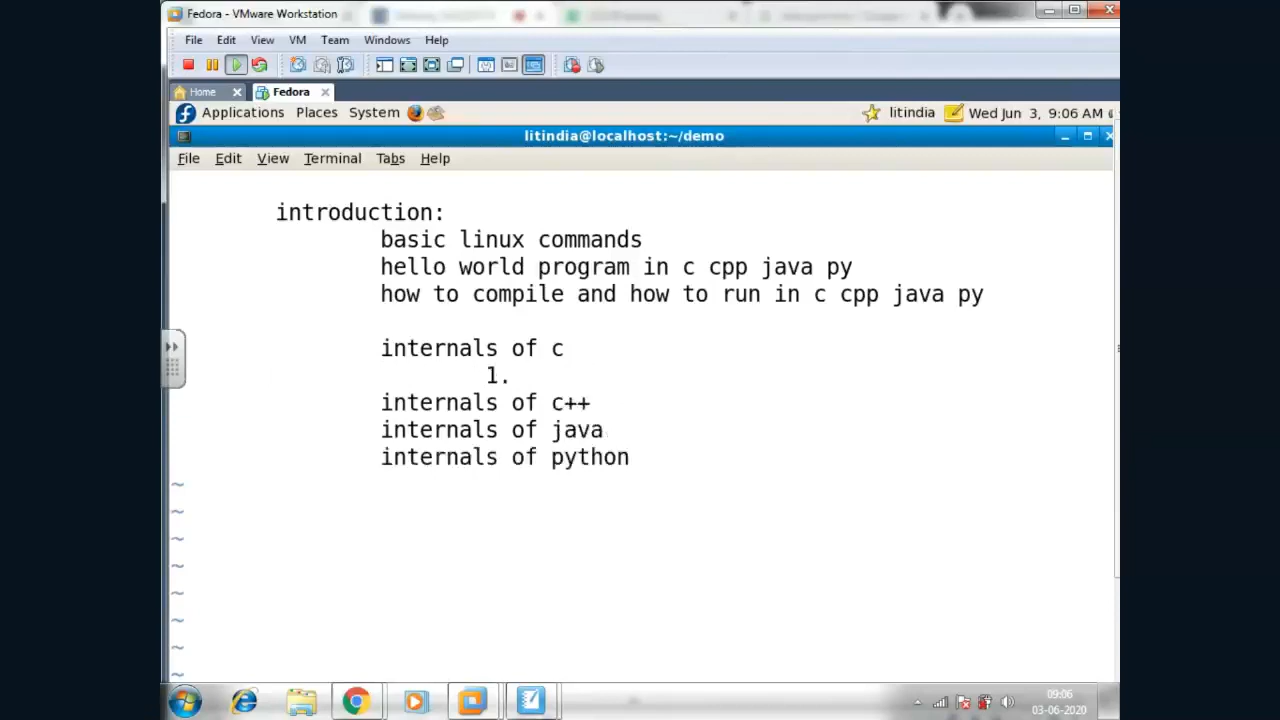 Fedora - VMware Workstation
File Edit View VM Team Windows Help
Home Fedora
Applications Places System litindia Wed Jun 3, 9:06 AM
litindia@localhost:~/demo
File Edit View Terminal Tabs Help
introduction:
basic linux commands
hello world program in c cpp java py
how to compile and how to run in c cpp java py
internals of c
1.
internals of c++
internals of java
internals of python
~
~
~
~
~
~
~
~
09:06
03-06-2020